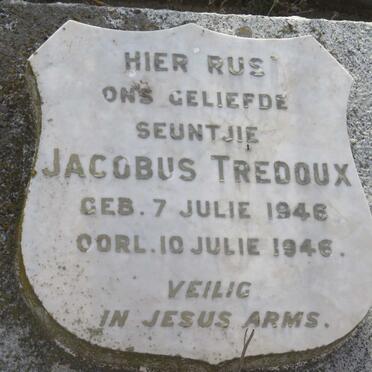 HIER RUS
ONS GELIEFDE
SEUNTJIE
JACOBUS TREDOUX
GEB. 7 JULIE 1946
OORL. 10 JULIE 1946.
VEILIG
IN JESUS ARMS.